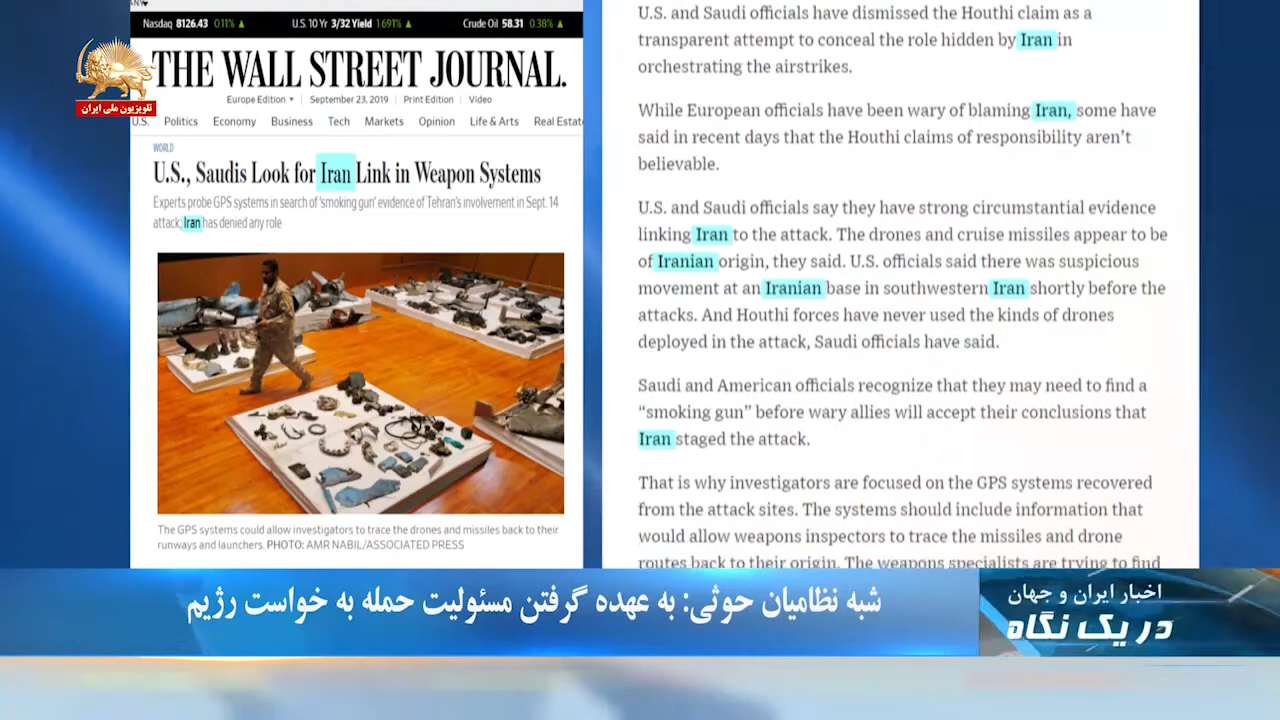 Nasdaq 8126.43 0.11% ▲ U.S. 10 Yr 3/32 Yield 1.691% ▲ Crude Oil 58.31 0.38% ▲
THE WALL STREET JOURNAL.
تلویزیون ملی ایران
Europe Edition ▾ | September 23, 2019 | Print Edition | Video
U.S. Politics Economy Business Tech Markets Opinion Life & Arts Real Estate
WORLD
U.S., Saudis Look for Iran Link in Weapon Systems
Experts probe GPS systems in search of ‘smoking gun’ evidence of Tehran’s involvement in Sept. 14
attack; Iran has denied any role
The GPS systems could allow investigators to trace the drones and missiles back to their
runways and launchers. PHOTO: AMR NABIL/ASSOCIATED PRESS
U.S. and Saudi officials have dismissed the Houthi claim as a
transparent attempt to conceal the role hidden by Iran in
orchestrating the airstrikes.
While European officials have been wary of blaming Iran, some have
said in recent days that the Houthi claims of responsibility aren’t
believable.
U.S. and Saudi officials say they have strong circumstantial evidence
linking Iran to the attack. The drones and cruise missiles appear to be
of Iranian origin, they said. U.S. officials said there was suspicious
movement at an Iranian base in southwestern Iran shortly before the
attacks. And Houthi forces have never used the kinds of drones
deployed in the attack, Saudi officials have said.
Saudi and American officials recognize that they may need to find a
“smoking gun” before wary allies will accept their conclusions that
Iran staged the attack.
That is why investigators are focused on the GPS systems recovered
from the attack sites. The systems should include information that
would allow weapons inspectors to trace the missiles and drone
routes back to their origin. The weapons specialists are trying to find
اخبار ایران و جهان
در یک نگاه
شبه نظامیان حوثی: به عهده گرفتن مسئولیت حمله به خواست رژیم